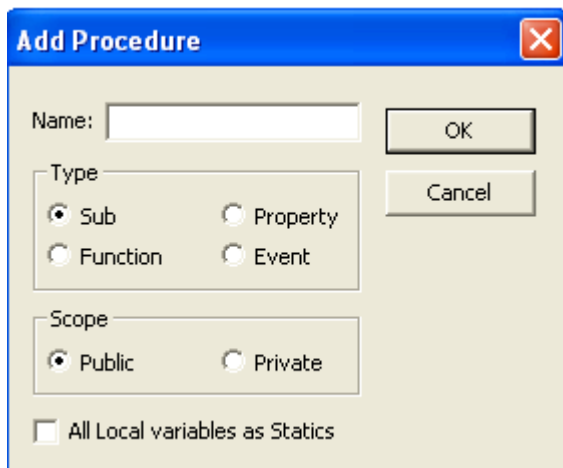 Add Procedure
Name:
OK
Type
Cancel
Sub
Property
Function
Event
Scope
Public
Private
All Local variables as Statics